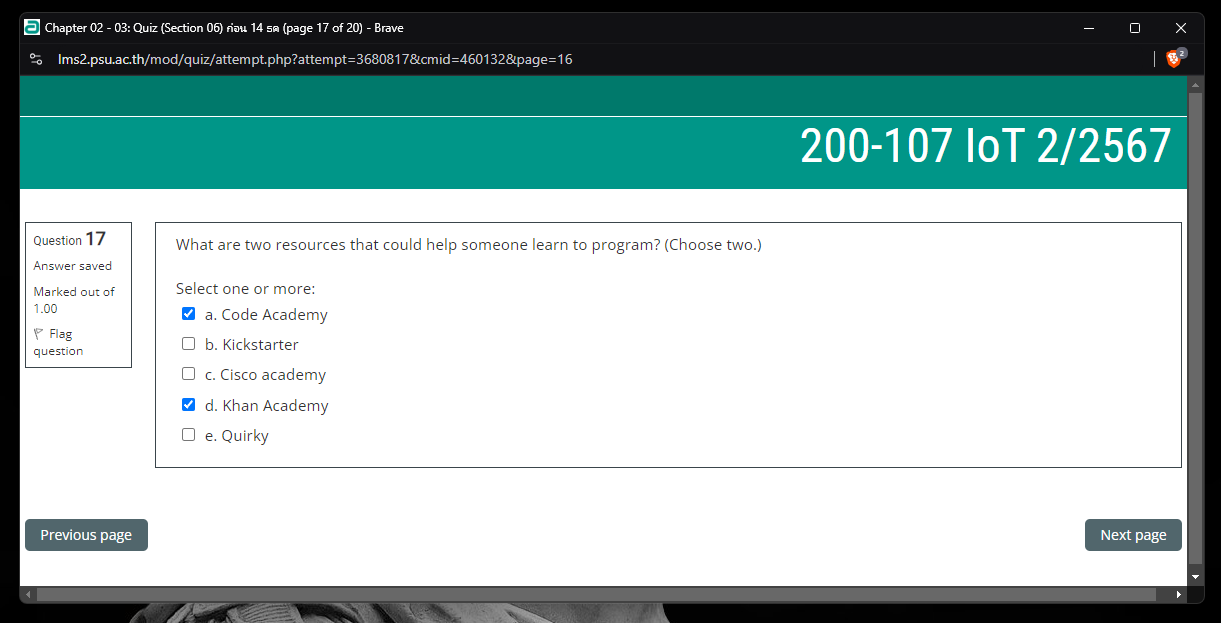 Chapter 02 - 03: Quiz (Section 06) ก่อน 14 ธค (page 17 of 20) - Brave
lms2.psu.ac.th/mod/quiz/attempt.php?attempt=3680817&cmid=460132&page=16
2
200-107 IoT 2/2567
Question 17
Answer saved
Marked out of
1.00
Flag
question
What are two resources that could help someone learn to program? (Choose two.)
Select one or more:
a. Code Academy
b. Kickstarter
c. Cisco academy
d. Khan Academy
e. Quirky
Previous page
Next page